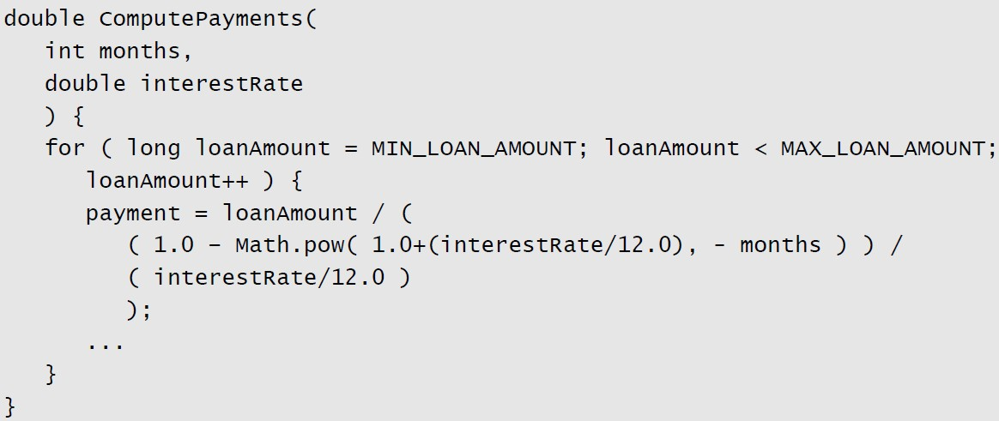 double ComputePayments(
int months,
double interestRate
) {
for ( long loanAmount = MIN_LOAN_AMOUNT; loanAmount < MAX_LOAN_AMOUNT;
loanAmount++ ) {
payment = loanAmount / (
( 1.0 – Math.pow( 1.0+(interestRate/12.0), - months ) ) /
( interestRate/12.0 )
);
...
}
}